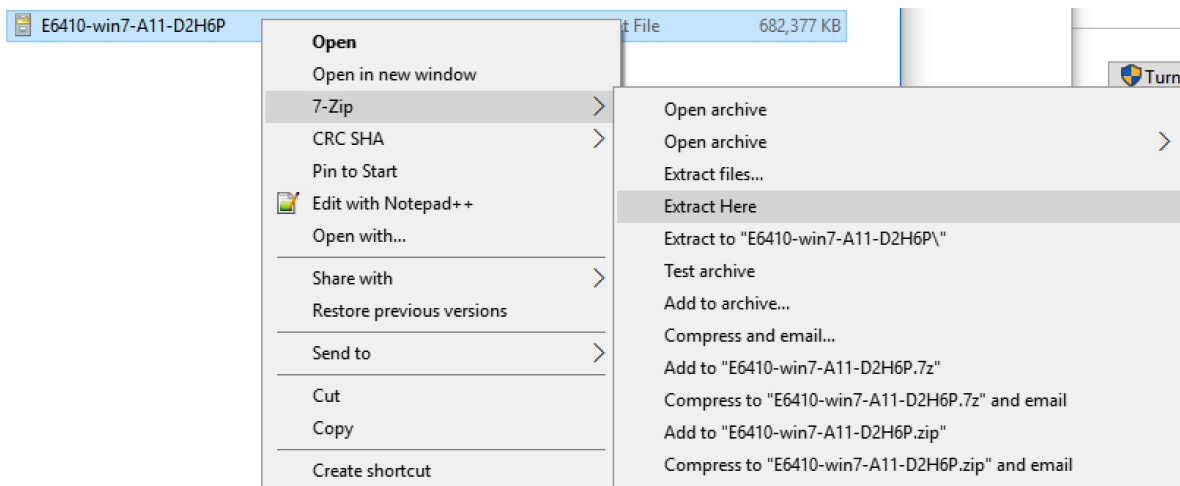 E6410-win7-A11-D2H6P
t File
682,377 KB
Open
Open in new window
7-Zip
CRC SHA
Pin to Start
Edit with Notepad++
Open with...
Share with
Restore previous versions
Send to
Cut
Copy
Create shortcut
Turn
Open archive
Open archive
Extract files...
Extract Here
Extract to "E6410-win7-A11-D2H6P\"
Test archive
Add to archive...
Compress and email...
Add to "E6410-win7-A11-D2H6P.7z"
Compress to "E6410-win7-A11-D2H6P.7z" and email
Add to "E6410-win7-A11-D2H6P.zip"
Compress to "E6410-win7-A11-D2H6P.zip" and email